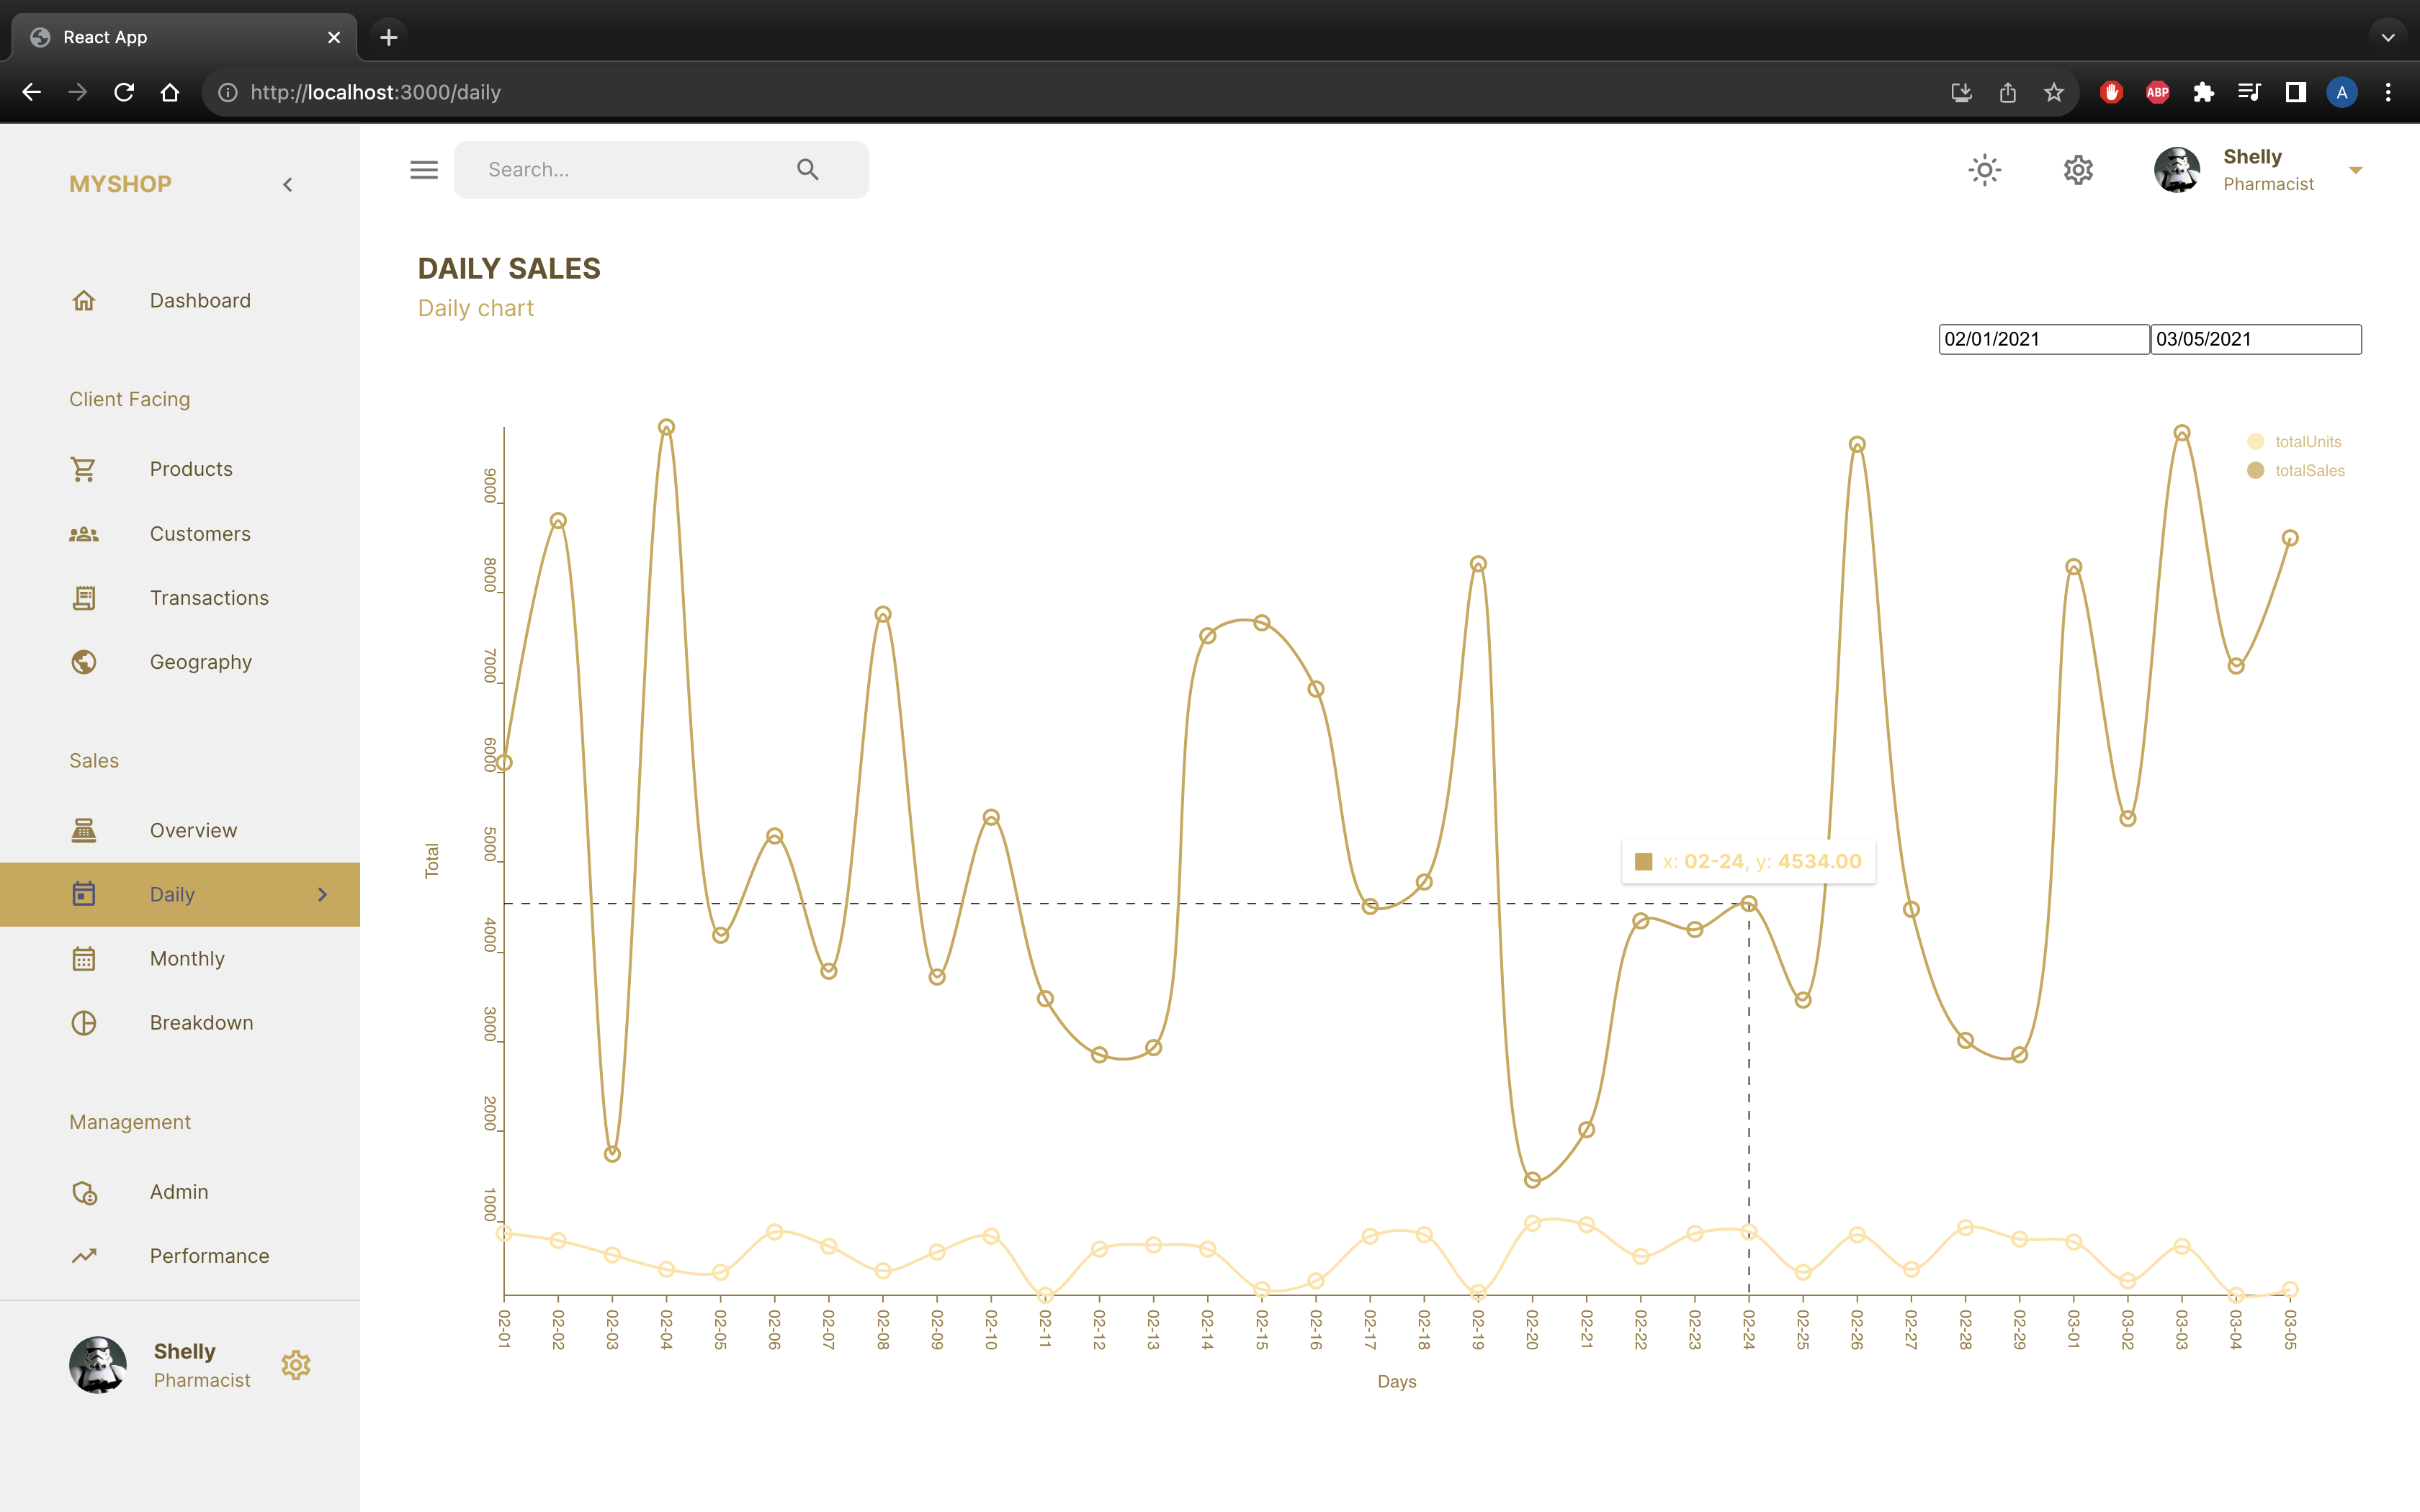 React App
http://localhost:3000/daily
ABP
A
MYSHOP
Search...
Shelly
Pharmacist
Dashboard
Client Facing
Products
Customers
Transactions
Geography
Sales
Overview
Daily
Monthly
Breakdown
Management
Admin
Performance
Shelly
Pharmacist
DAILY SALES
Daily chart
02/01/2021
03/05/2021
totalUnits
totalSales
9000
8000
7000
6000
5000
4000
3000
2000
1000
Total
x: 02-24, y: 4534.00
02-01
02-02
02-03
02-04
02-05
02-06
02-07
02-08
02-09
02-10
02-11
02-12
02-13
02-14
02-15
02-16
02-17
02-18
02-19
02-20
02-21
02-22
02-23
02-24
02-25
02-26
02-27
02-28
02-29
03-01
03-02
03-03
03-04
03-05
Days